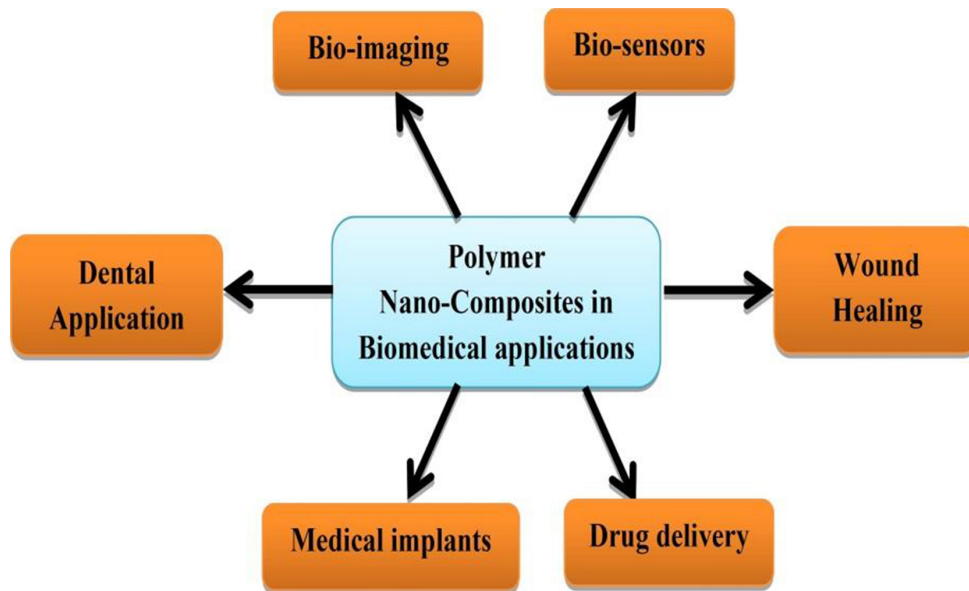 Bio-imaging
Bio-sensors
Dental
Application
Polymer
Nano-Composites in
Biomedical applications
Wound
Healing
Medical implants
Drug delivery